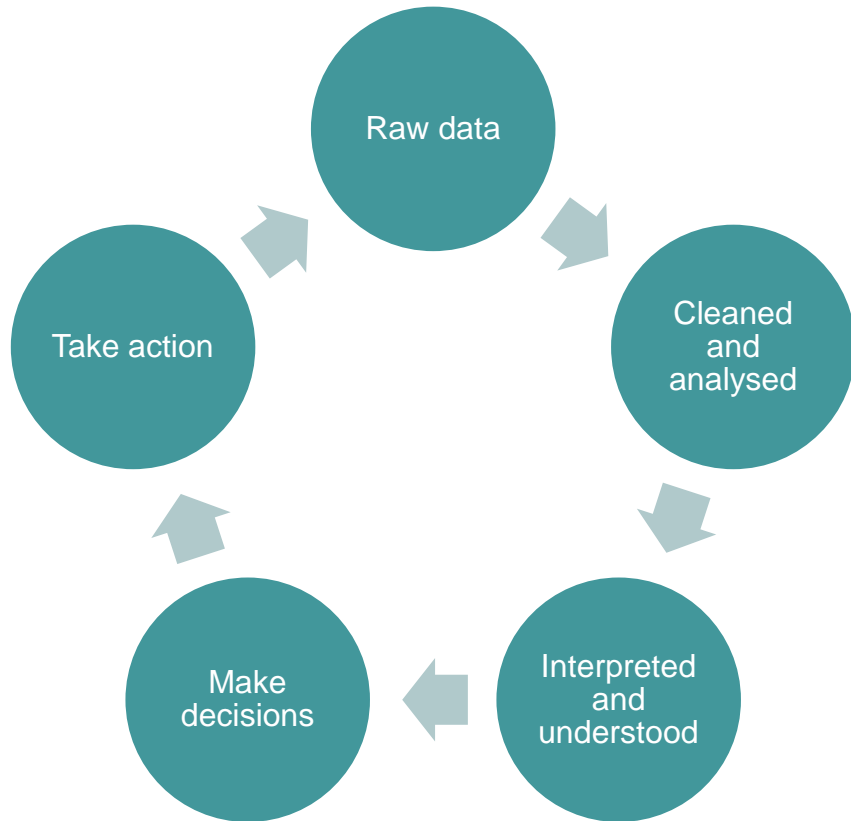 Raw data
Cleaned
and
analysed
Interpreted
and
understood
Make
decisions
Take action